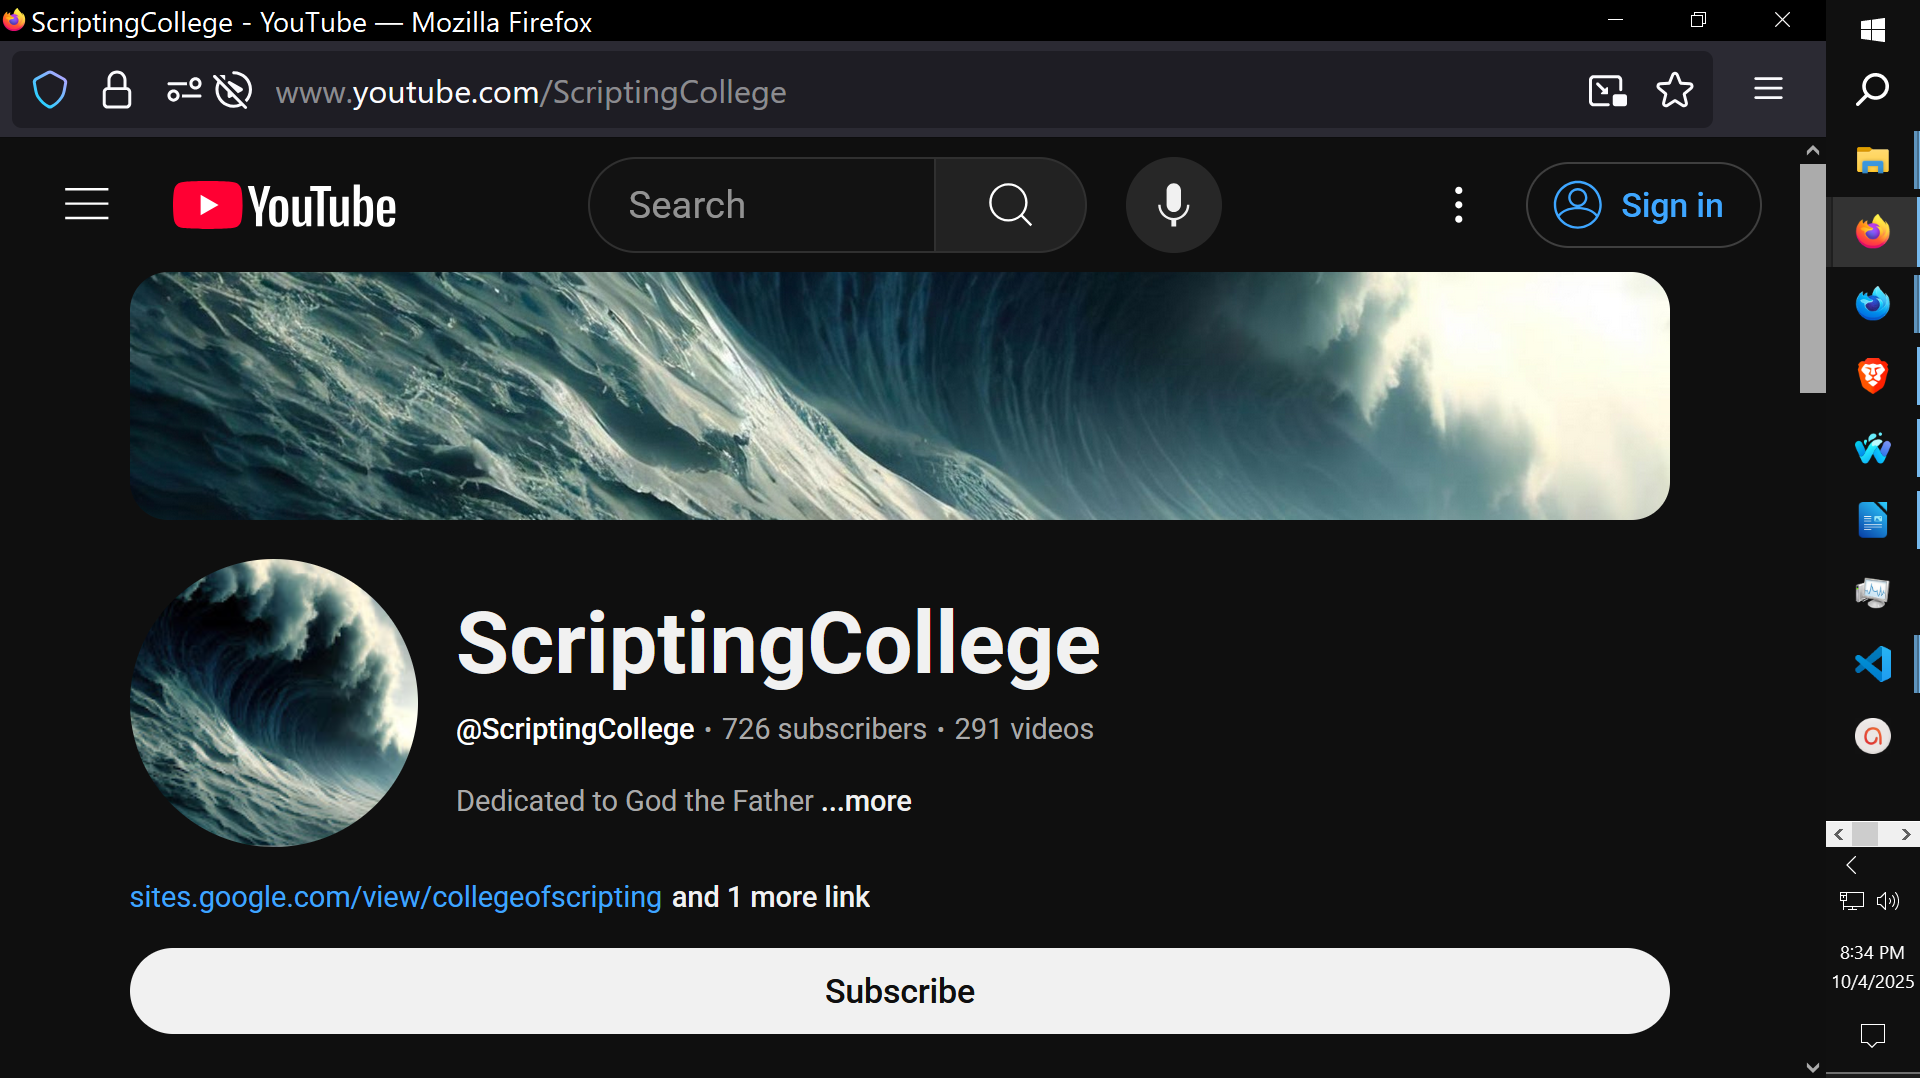 ScriptingCollege - YouTube — Mozilla Firefox
www.youtube.com/ScriptingCollege
YouTube
Search
Sign in
ScriptingCollege
@ScriptingCollege • 726 subscribers • 291 videos
Dedicated to God the Father ...more
sites.google.com/view/collegeofscripting and 1 more link
Subscribe
8:34 PM
10/4/2025